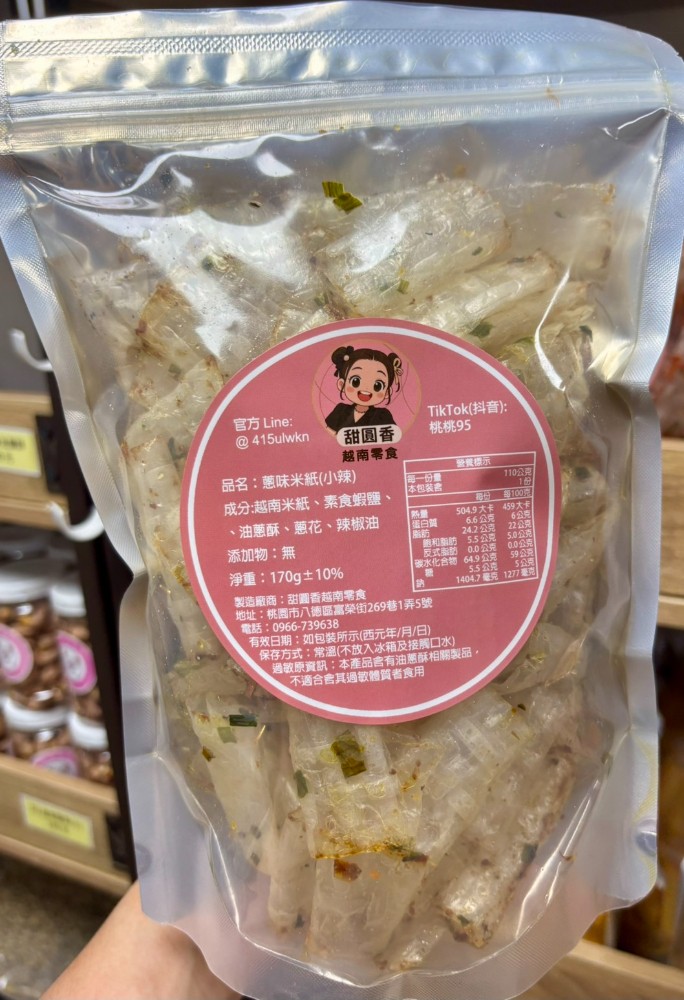 官方 Line:
@ 415ulwkn
甜圓香
越南零食
TikTok(抖音):
桃桃95
品名：蔥味米紙(小辣)
成分:越南米紙、素食蝦鹽、
、油蔥酥、蔥花、辣椒油
添加物：無
淨重：170g±10%
營養標示
每一份量 110公克
本包裝含 1份
每份 每100克
熱量 504.9大卡 459大卡
蛋白質 6.6公克 6公克
脂肪 24.2公克 22公克
飽和脂肪 5.5公克 5.0公克
反式脂肪 0.0公克 0.0公克
碳水化合物 64.9公克 59公克
糖 5.5公克 5公克
鈉 1404.7毫克 1277毫克
製造廠商：甜圓香越南零食
地址：桃園市八德區富榮街269巷1弄5號
電話：0966-739638
有效日期：如包裝所示(西元年/月/日)
保存方式：常溫(不放入冰箱及接觸口水)
過敏原資訊：本產品含有油蔥酥相關製品，
不適合含其過敏體質者食用